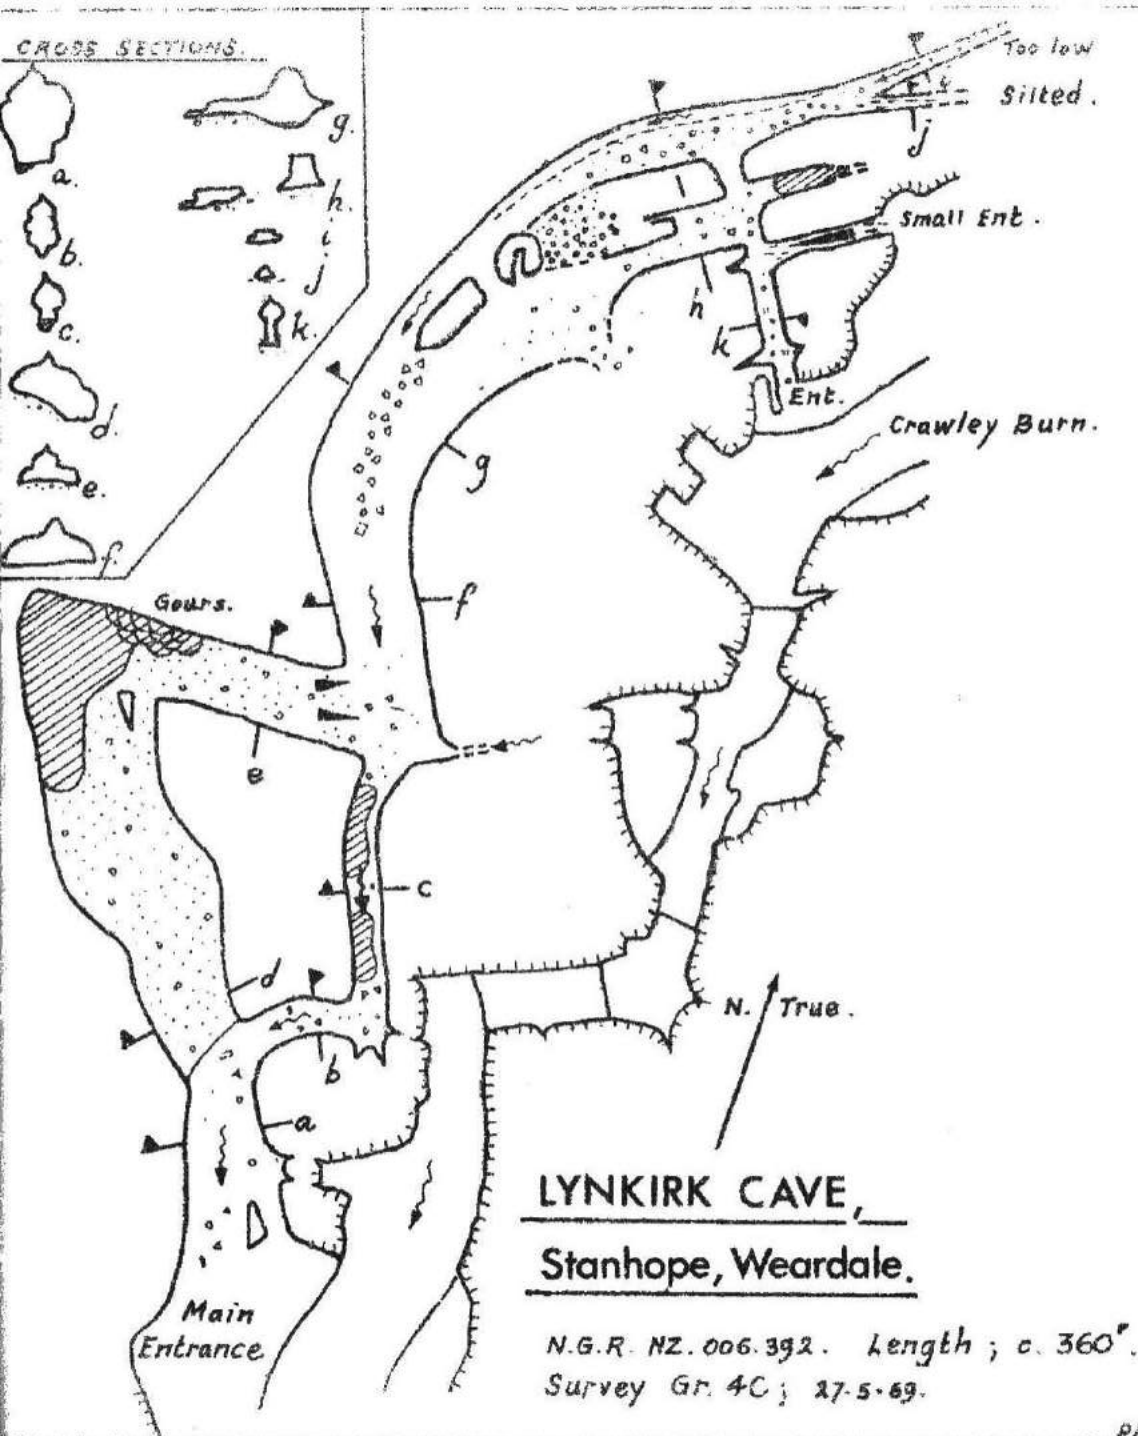 CROSS SECTIONS.
a.
b.
c.
d.
e.
f.
g.
h.
i
j
k.
Too low
Silted.
i
j
Small Ent.
h
k
Ent.
Crawley Burn.
g
f
Gours.
e
c
d
b
a
N. True.
Main
Entrance
LYNKIRK CAVE,
Stanhope, Weardale.
N.G.R. NZ.006.392. Length; c. 360'.
Survey Gr. 4C; 27.5.69.